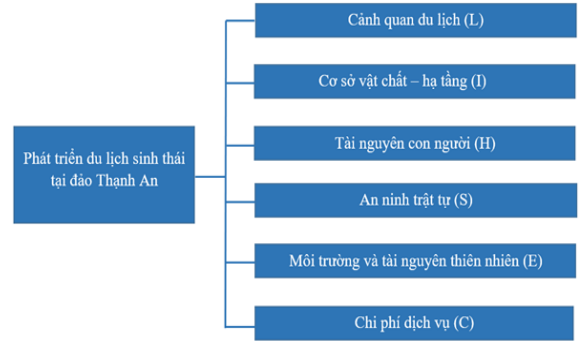 Phát triển du lịch sinh thái
tại đảo Thạnh An
Cảnh quan du lịch (L)
Cơ sở vật chất – hạ tầng (I)
Tài nguyên con người (H)
An ninh trật tự (S)
Môi trường và tài nguyên thiên nhiên (E)
Chi phí dịch vụ (C)